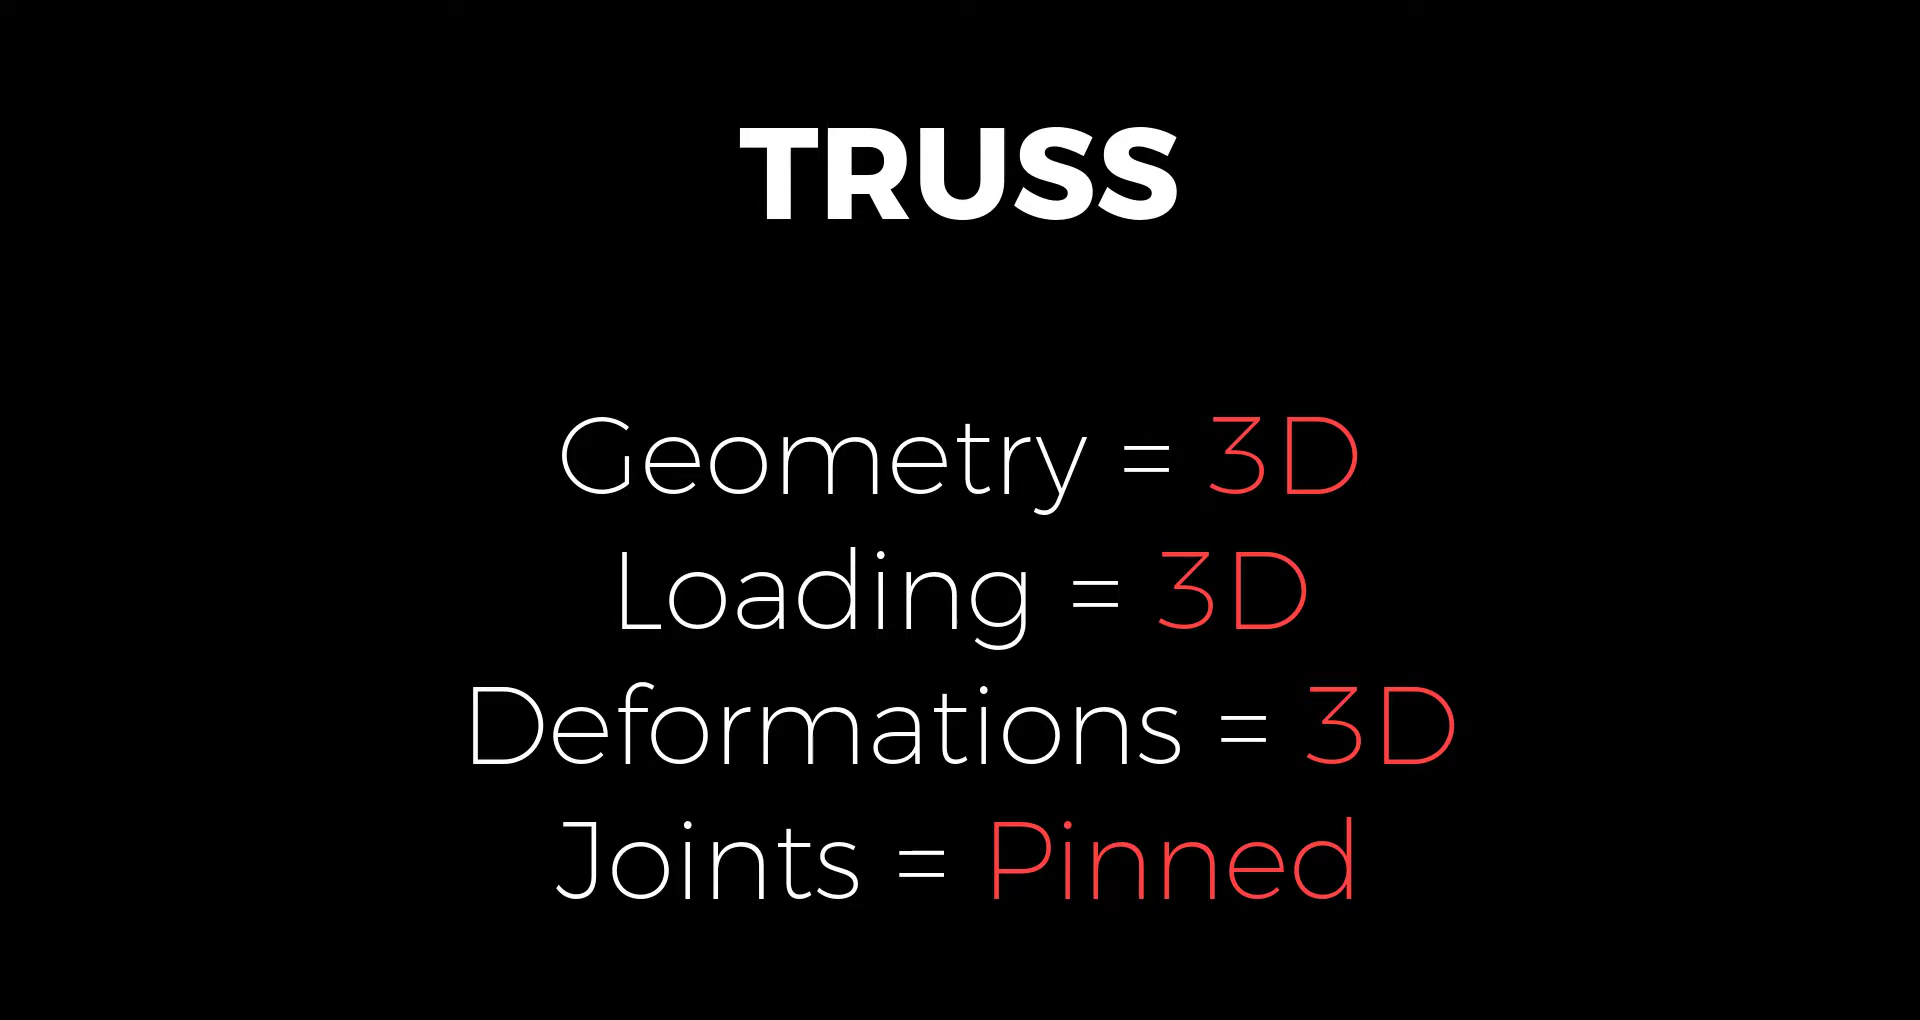 TRUSS
Geometry = 3D
Loading = 3D
Deformations = 3D
Joints = Pinned